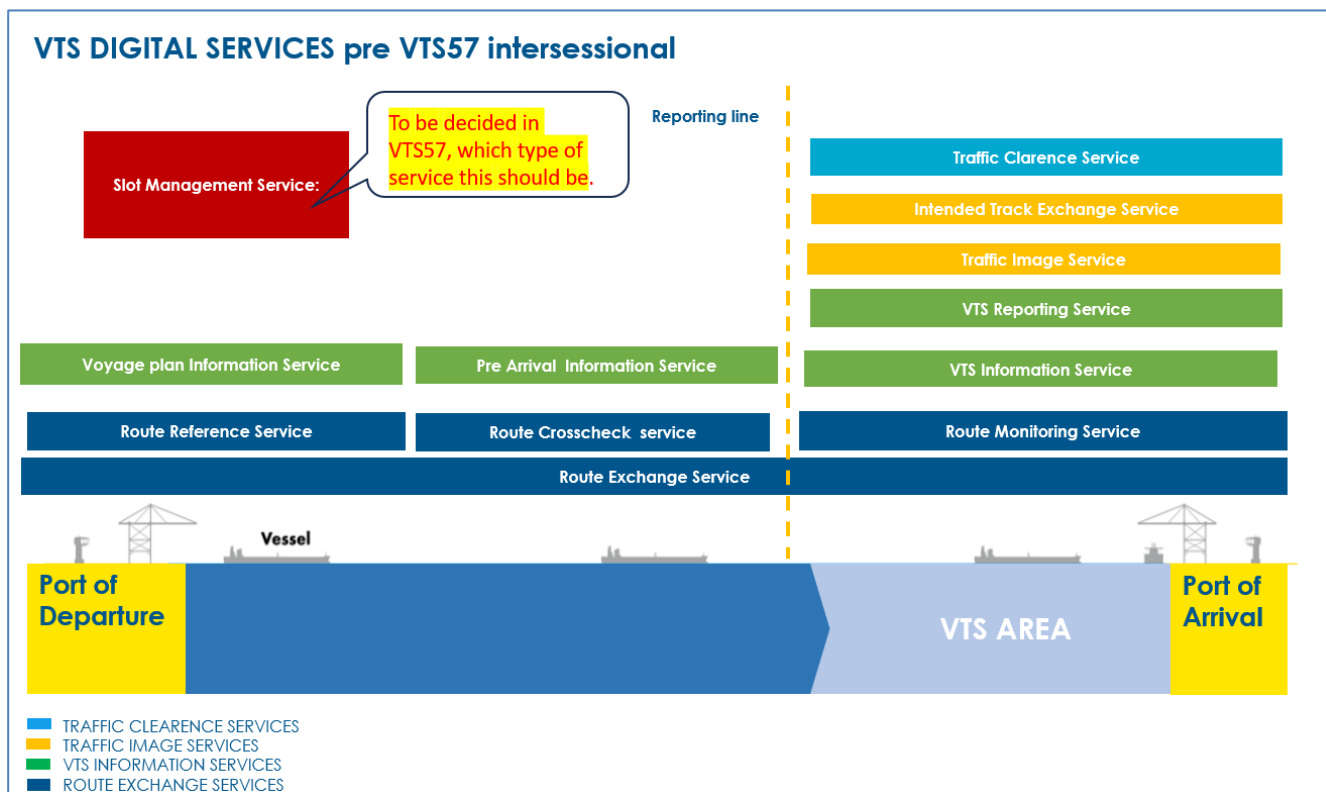 VTS DIGITAL SERVICES pre VTS57 intersessional
Slot Management Service:
To be decided in
VTS57, which type of
service this should be.
Reporting line
Traffic Clarence Service
Intended Track Exchange Service
Traffic Image Service
VTS Reporting Service
Voyage plan Information Service
Pre Arrival Information Service
VTS Information Service
Route Reference Service
Route Crosscheck service
Route Monitoring Service
Route Exchange Service
Vessel
Port of
Departure
VTS AREA
Port of
Arrival
TRAFFIC CLEARENCE SERVICES
TRAFFIC IMAGE SERVICES
VTS INFORMATION SERVICES
ROUTE EXCHANGE SERVICES